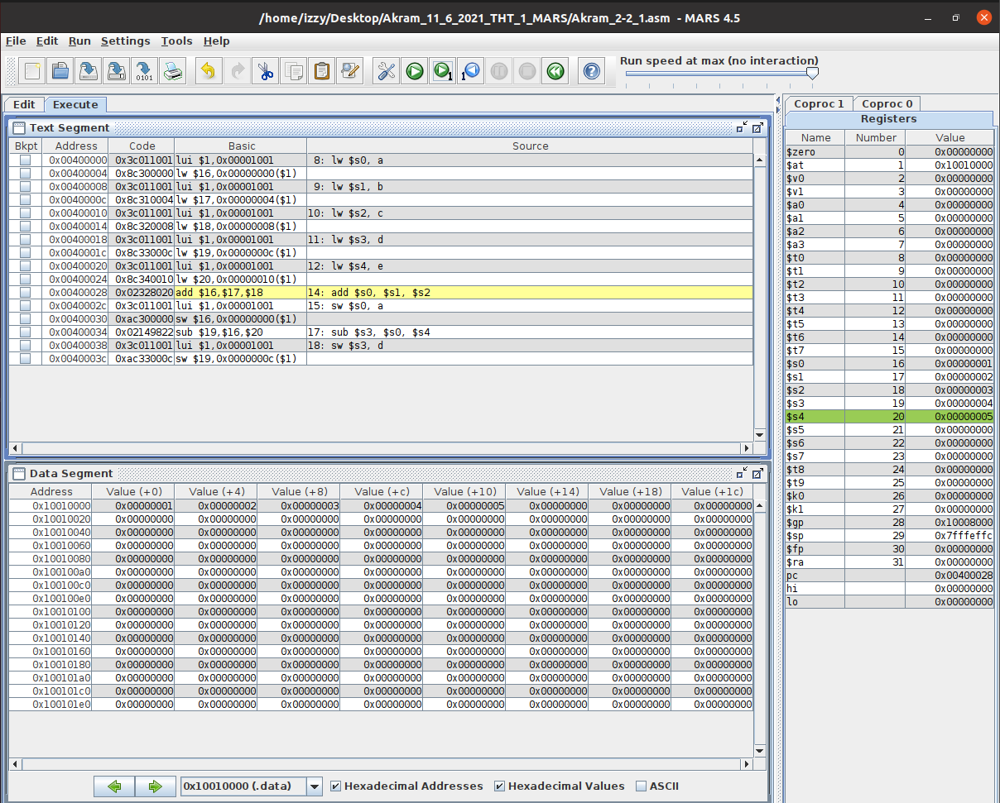 /home/izzy/Desktop/Akram_11_6_2021_THT_1_MARS/Akram_2-2_1.asm - MARS 4.5
File Edit Run Settings Tools Help
0101 1 1
Run speed at max (no interaction)
Edit Execute
Text Segment
Bkpt Address Code Basic Source
0x00400000 0x3c011001 lui $1,0x00001001 8: lw $s0, a
0x00400004 0x8c300000 lw $16,0x00000000($1)
0x00400008 0x3c011001 lui $1,0x00001001 9: lw $s1, b
0x0040000c 0x8c310004 lw $17,0x00000004($1)
0x00400010 0x3c011001 lui $1,0x00001001 10: lw $s2, c
0x00400014 0x8c320008 lw $18,0x00000008($1)
0x00400018 0x3c011001 lui $1,0x00001001 11: lw $s3, d
0x0040001c 0x8c33000c lw $19,0x0000000c($1)
0x00400020 0x3c011001 lui $1,0x00001001 12: lw $s4, e
0x00400024 0x8c340010 lw $20,0x00000010($1)
0x00400028 0x02328020 add $16,$17,$18 14: add $s0, $s1, $s2
0x0040002c 0x3c011001 lui $1,0x00001001 15: sw $s0, a
0x00400030 0xac300000 sw $16,0x00000000($1)
0x00400034 0x02149822 sub $19,$16,$20 17: sub $s3, $s0, $s4
0x00400038 0x3c011001 lui $1,0x00001001 18: sw $s3, d
0x0040003c 0xac33000c sw $19,0x0000000c($1)
Data Segment
Address Value (+0) Value (+4) Value (+8) Value (+c) Value (+10) Value (+14) Value (+18) Value (+1c)
0x10010000 0x00000001 0x00000002 0x00000003 0x00000004 0x00000005 0x00000000 0x00000000 0x00000000
0x10010020 0x00000000 0x00000000 0x00000000 0x00000000 0x00000000 0x00000000 0x00000000 0x00000000
0x10010040 0x00000000 0x00000000 0x00000000 0x00000000 0x00000000 0x00000000 0x00000000 0x00000000
0x10010060 0x00000000 0x00000000 0x00000000 0x00000000 0x00000000 0x00000000 0x00000000 0x00000000
0x10010080 0x00000000 0x00000000 0x00000000 0x00000000 0x00000000 0x00000000 0x00000000 0x00000000
0x100100a0 0x00000000 0x00000000 0x00000000 0x00000000 0x00000000 0x00000000 0x00000000 0x00000000
0x100100c0 0x00000000 0x00000000 0x00000000 0x00000000 0x00000000 0x00000000 0x00000000 0x00000000
0x100100e0 0x00000000 0x00000000 0x00000000 0x00000000 0x00000000 0x00000000 0x00000000 0x00000000
0x10010100 0x00000000 0x00000000 0x00000000 0x00000000 0x00000000 0x00000000 0x00000000 0x00000000
0x10010120 0x00000000 0x00000000 0x00000000 0x00000000 0x00000000 0x00000000 0x00000000 0x00000000
0x10010140 0x00000000 0x00000000 0x00000000 0x00000000 0x00000000 0x00000000 0x00000000 0x00000000
0x10010160 0x00000000 0x00000000 0x00000000 0x00000000 0x00000000 0x00000000 0x00000000 0x00000000
0x10010180 0x00000000 0x00000000 0x00000000 0x00000000 0x00000000 0x00000000 0x00000000 0x00000000
0x100101a0 0x00000000 0x00000000 0x00000000 0x00000000 0x00000000 0x00000000 0x00000000 0x00000000
0x100101c0 0x00000000 0x00000000 0x00000000 0x00000000 0x00000000 0x00000000 0x00000000 0x00000000
0x100101e0 0x00000000 0x00000000 0x00000000 0x00000000 0x00000000 0x00000000 0x00000000 0x00000000
0x10010000 (.data) Hexadecimal Addresses Hexadecimal Values ASCII
Coproc 1 Coproc 0
Registers
Name Number Value
$zero 0 0x00000000
$at 1 0x10010000
$v0 2 0x00000000
$v1 3 0x00000000
$a0 4 0x00000000
$a1 5 0x00000000
$a2 6 0x00000000
$a3 7 0x00000000
$t0 8 0x00000000
$t1 9 0x00000000
$t2 10 0x00000000
$t3 11 0x00000000
$t4 12 0x00000000
$t5 13 0x00000000
$t6 14 0x00000000
$t7 15 0x00000000
$s0 16 0x00000001
$s1 17 0x00000002
$s2 18 0x00000003
$s3 19 0x00000004
$s4 20 0x00000005
$s5 21 0x00000000
$s6 22 0x00000000
$s7 23 0x00000000
$t8 24 0x00000000
$t9 25 0x00000000
$k0 26 0x00000000
$k1 27 0x00000000
$gp 28 0x10008000
$sp 29 0x7fffeffc
$fp 30 0x00000000
$ra 31 0x00000000
pc 0x00400028
hi 0x00000000
lo 0x00000000